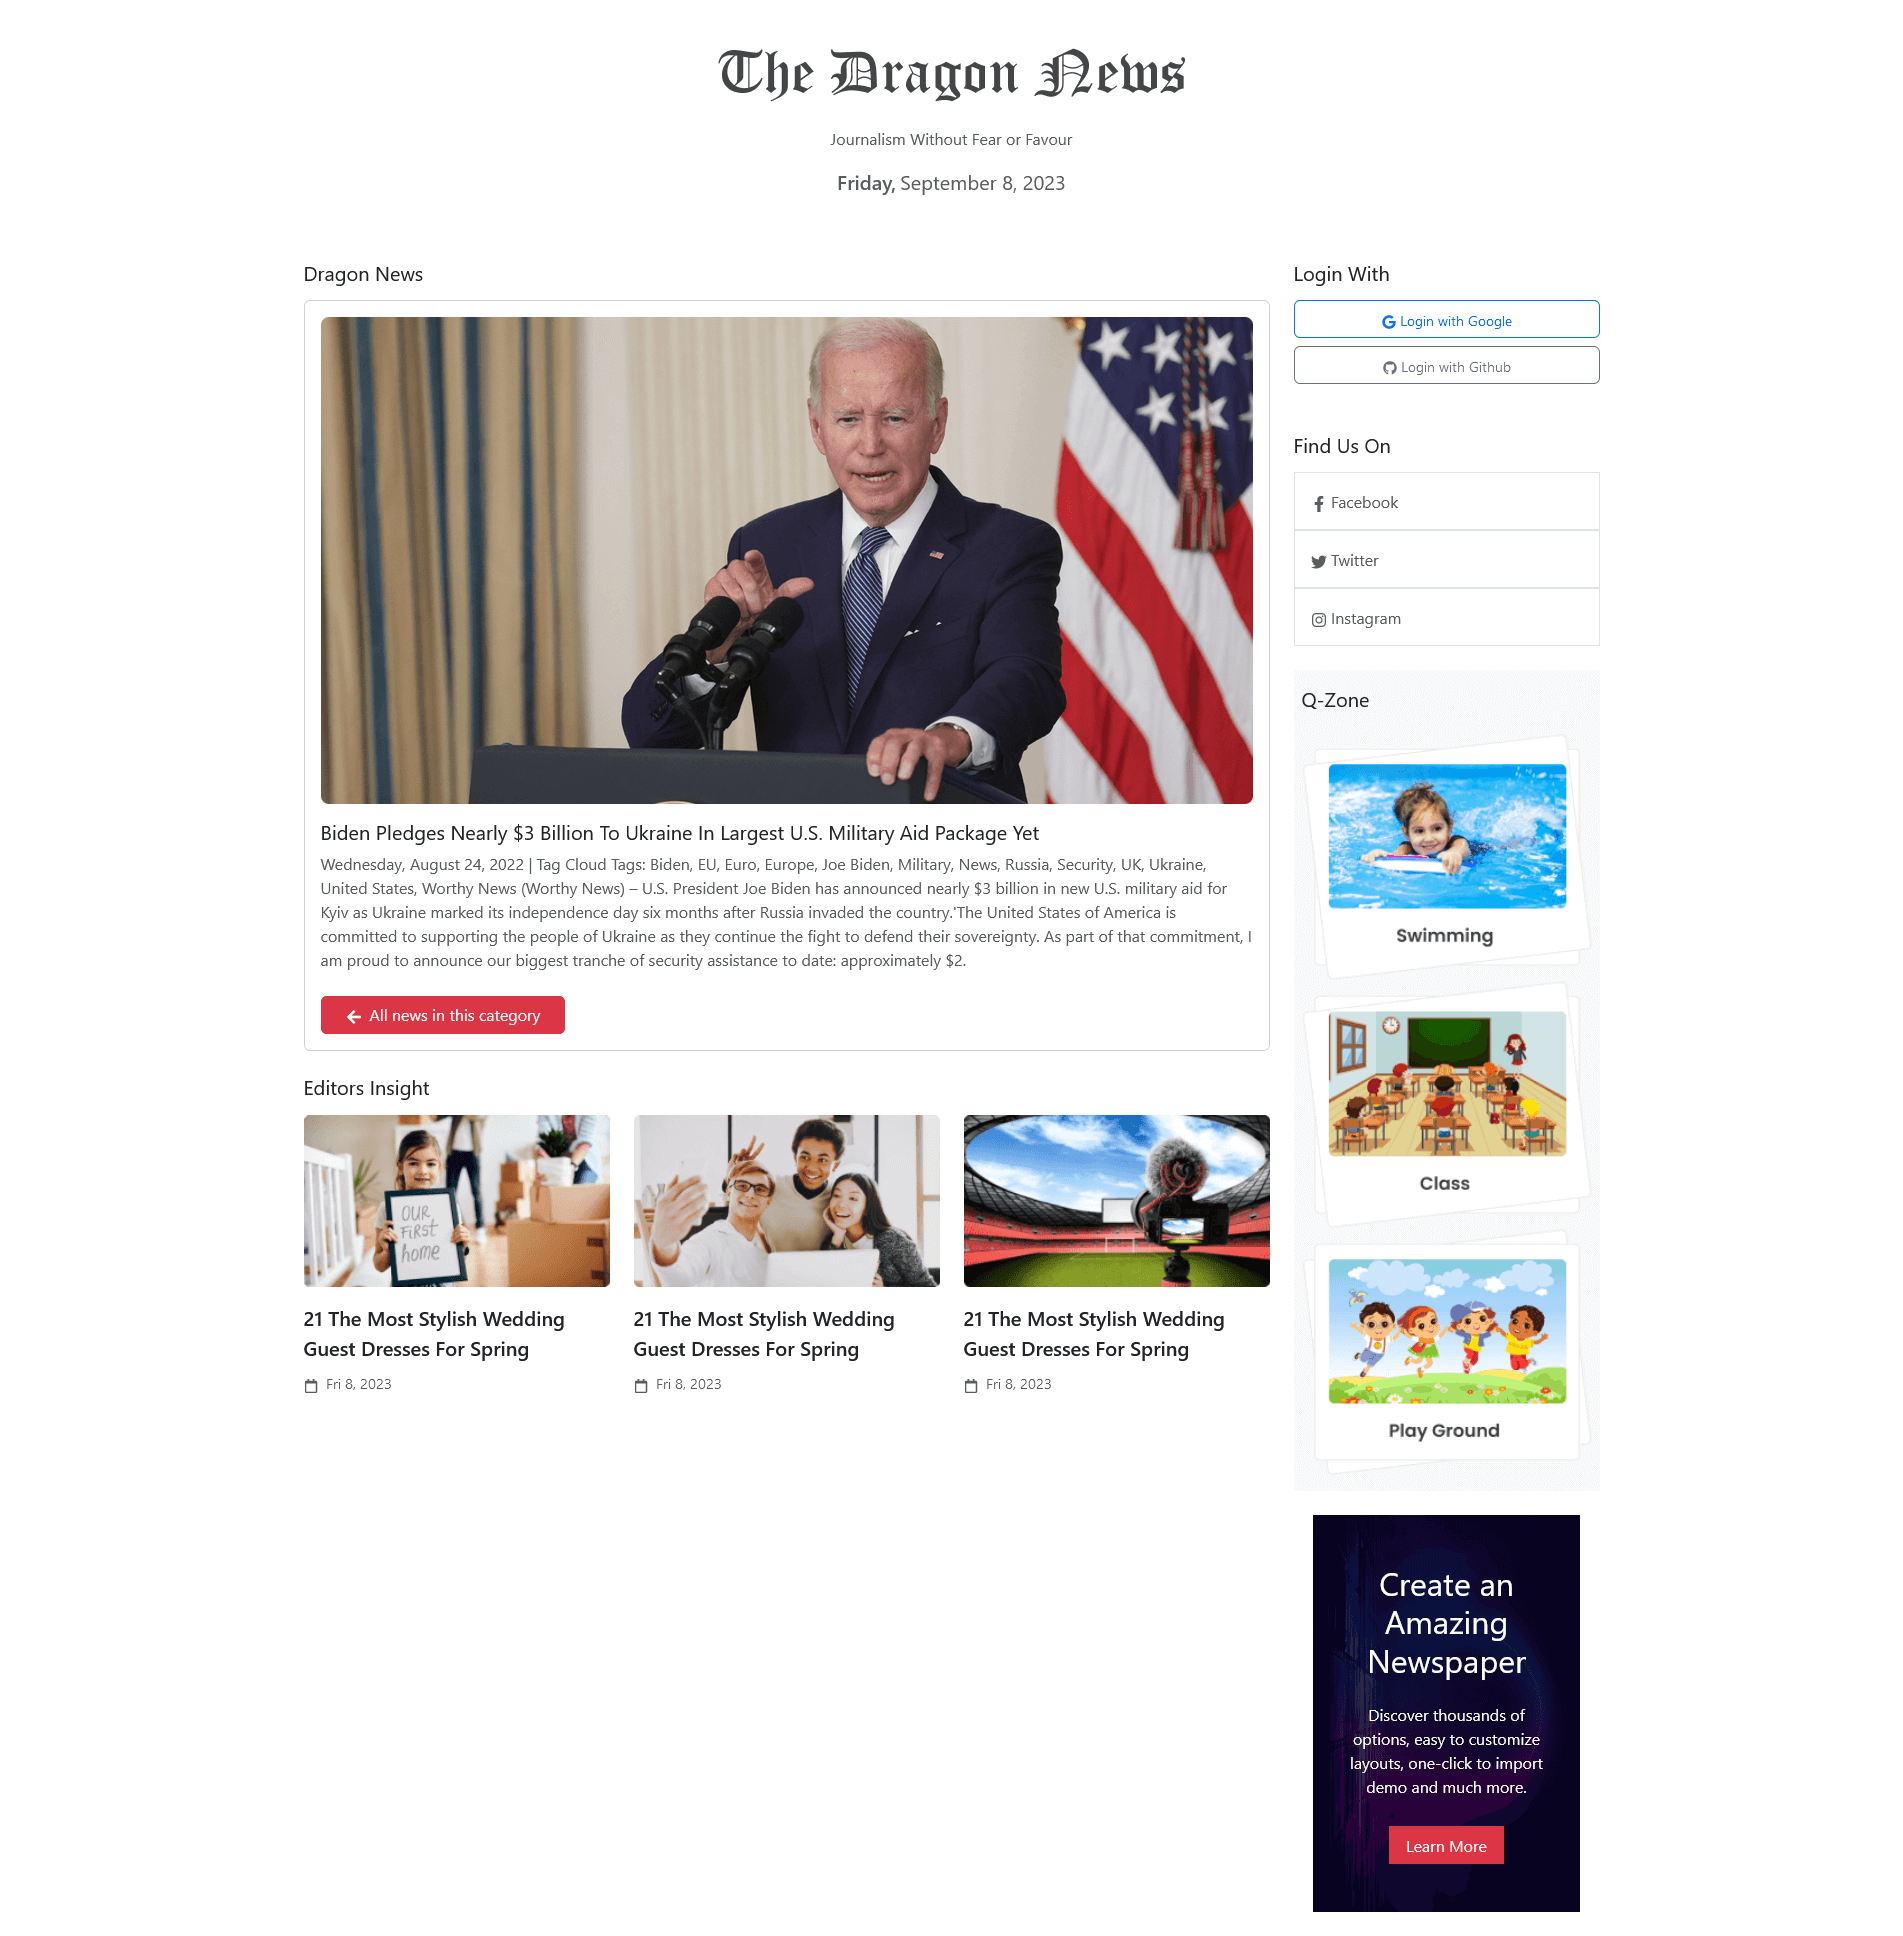 The Dragon News
Journalism Without Fear or Favour
Friday, September 8, 2023
Dragon News
Biden Pledges Nearly $3 Billion To Ukraine In Largest U.S. Military Aid Package Yet
Wednesday, August 24, 2022 | Tag Cloud Tags: Biden, EU, Euro, Europe, Joe Biden, Military, News, Russia, Security, UK, Ukraine,
United States, Worthy News (Worthy News) – U.S. President Joe Biden has announced nearly $3 billion in new U.S. military aid for
Kyiv as Ukraine marked its independence day six months after Russia invaded the country.'The United States of America is
committed to supporting the people of Ukraine as they continue the fight to defend their sovereignty. As part of that commitment, I
am proud to announce our biggest tranche of security assistance to date: approximately $2.
All news in this category
Editors Insight
OUR
FIRST
home
21 The Most Stylish Wedding
Guest Dresses For Spring
Fri 8, 2023
21 The Most Stylish Wedding
Guest Dresses For Spring
Fri 8, 2023
21 The Most Stylish Wedding
Guest Dresses For Spring
Fri 8, 2023
Login With
Login with Google
Login with Github
Find Us On
Facebook
Twitter
Instagram
Q-Zone
Swimming
Class
Play Ground
Create an
Amazing
Newspaper
Discover thousands of
options, easy to customize
layouts, one-click to import
demo and much more.
Learn More